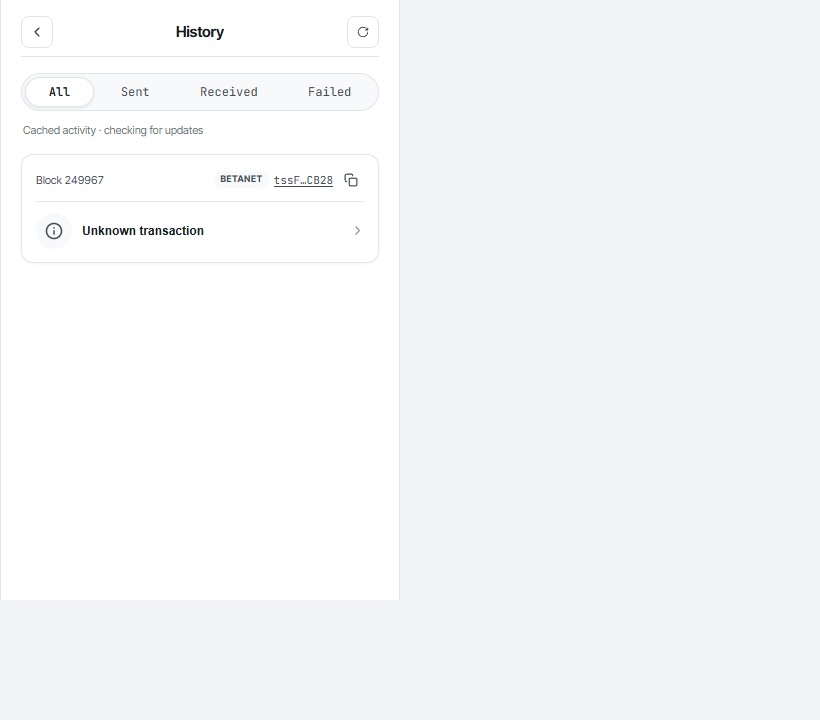 History
All Sent Received Failed
Cached activity · checking for updates
Block 249967 BETANET tssF…CB28
Unknown transaction